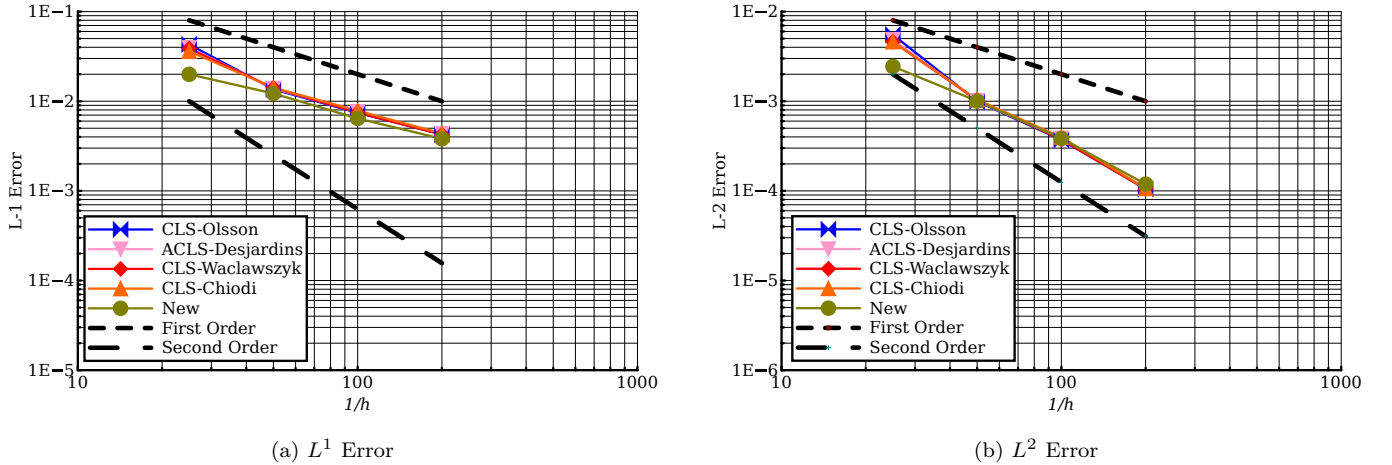 1E−1
1E−2
1E−3
1E−4
1E−5
L-1 Error
CLS-Olsson
ACLS-Desjardins
CLS-Waclawszyk
CLS-Chiodi
New
First Order
Second Order
10
100
1000
1/h
(a) L¹ Error
1E−2
1E−3
1E−4
1E−5
1E−6
L-2 Error
CLS-Olsson
ACLS-Desjardins
CLS-Waclawszyk
CLS-Chiodi
New
First Order
Second Order
10
100
1000
1/h
(b) L² Error